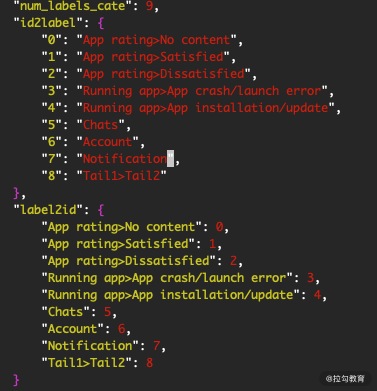 "num_labels_cate": 9,
"id2label": {
"0": "App rating>No content",
"1": "App rating>Satisfied",
"2": "App rating>Dissatisfied",
"3": "Running app>App crash/launch error",
"4": "Running app>App installation/update",
"5": "Chats",
"6": "Account",
"7": "Notification",
"8": "Tail1>Tail2"
},
"label2id": {
"App rating>No content": 0,
"App rating>Satisfied": 1,
"App rating>Dissatisfied": 2,
"Running app>App crash/launch error": 3,
"Running app>App installation/update": 4,
"Chats": 5,
"Account": 6,
"Notification": 7,
"Tail1>Tail2": 8
}
@拉勾教育